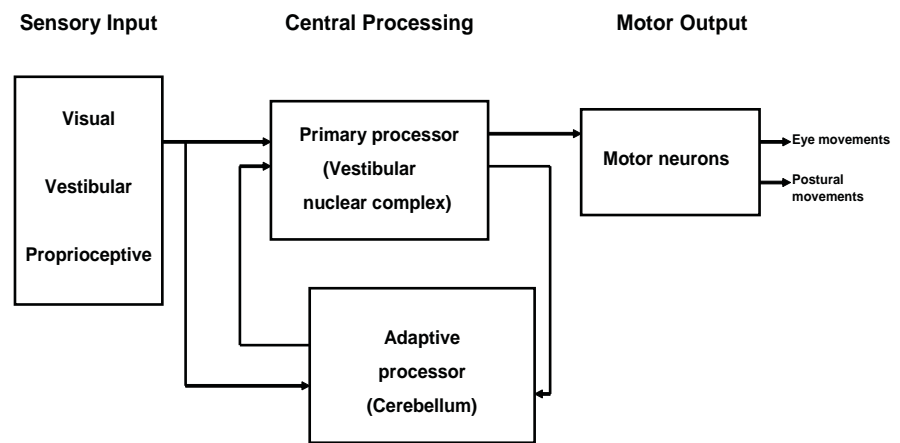 Sensory Input
Central Processing
Motor Output
Visual
Vestibular
Proprioceptive
Primary processor
(Vestibular
nuclear complex)
Motor neurons
Eye movements
Postural
movements
Adaptive
processor
(Cerebellum)